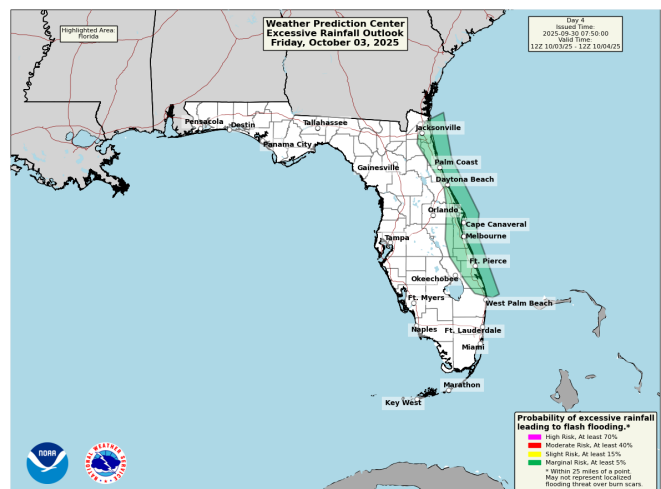 Weather Prediction Center
Excessive Rainfall Outlook
Friday, October 03, 2025
Highlighted Area:
Florida
Day 4
Issued Time:
2025-09-30 07:50:00
Valid Time:
12Z 10/03/25 - 12Z 10/04/25
Pensacola
Destin
Tallahassee
Jacksonville
Panama City
Gainesville
Palm Coast
Daytona Beach
Orlando
Cape Canaveral
Melbourne
Tampa
Ft. Pierce
Okeechobee
Ft. Myers
West Palm Beach
Naples
Ft. Lauderdale
Miami
Marathon
Key West
NOAA
NATIONAL WEATHER SERVICE
Probability of excessive rainfall
leading to flash flooding.*
High Risk, At least 70%
Moderate Risk, At least 40%
Slight Risk, At least 15%
Marginal Risk, At least 5%
* Within 25 miles of a point.
May not represent localized
flooding threat over burn scars.